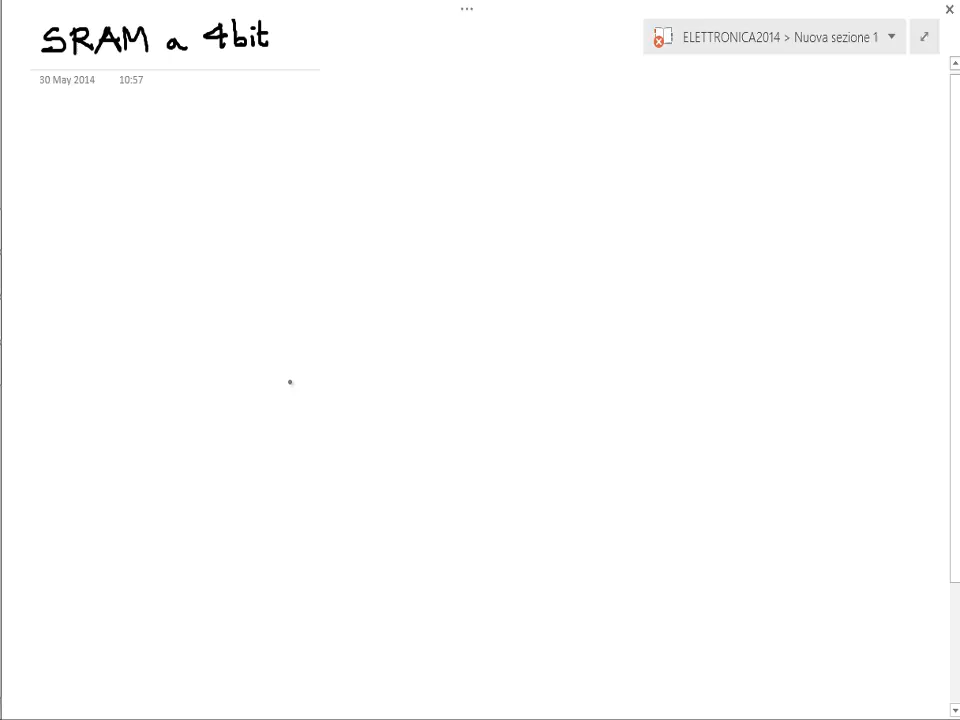 SRAM a 4bit
ELETTRONICA2014 > Nuova sezione 1
30 May 2014 10:57